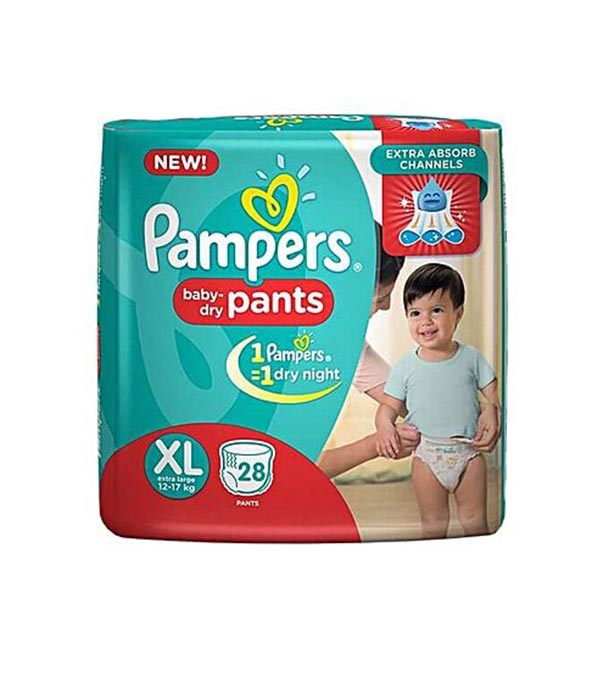 NEW!
EXTRA ABSORB
CHANNELS
Pampers®
baby-
dry pants
1 Pampers®
=1 dry night
XL
extra large
12-17 kg
28
PANTS